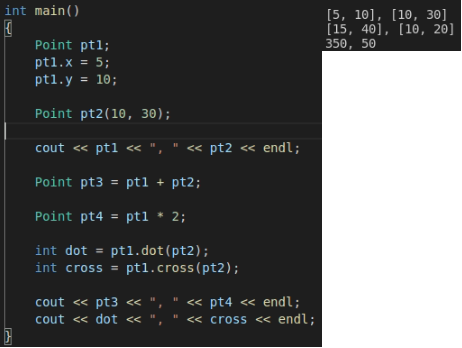 int main()
{
    Point pt1;
    pt1.x = 5;
    pt1.y = 10;
    Point pt2(10, 30);
    cout << pt1 << ", " << pt2 << endl;
    Point pt3 = pt1 + pt2;
    Point pt4 = pt1 * 2;
    int dot = pt1.dot(pt2);
    int cross = pt1.cross(pt2);
    cout << pt3 << ", " << pt4 << endl;
    cout << dot << ", " << cross << endl;
}
[5, 10], [10, 30]
[15, 40], [10, 20]
350, 50